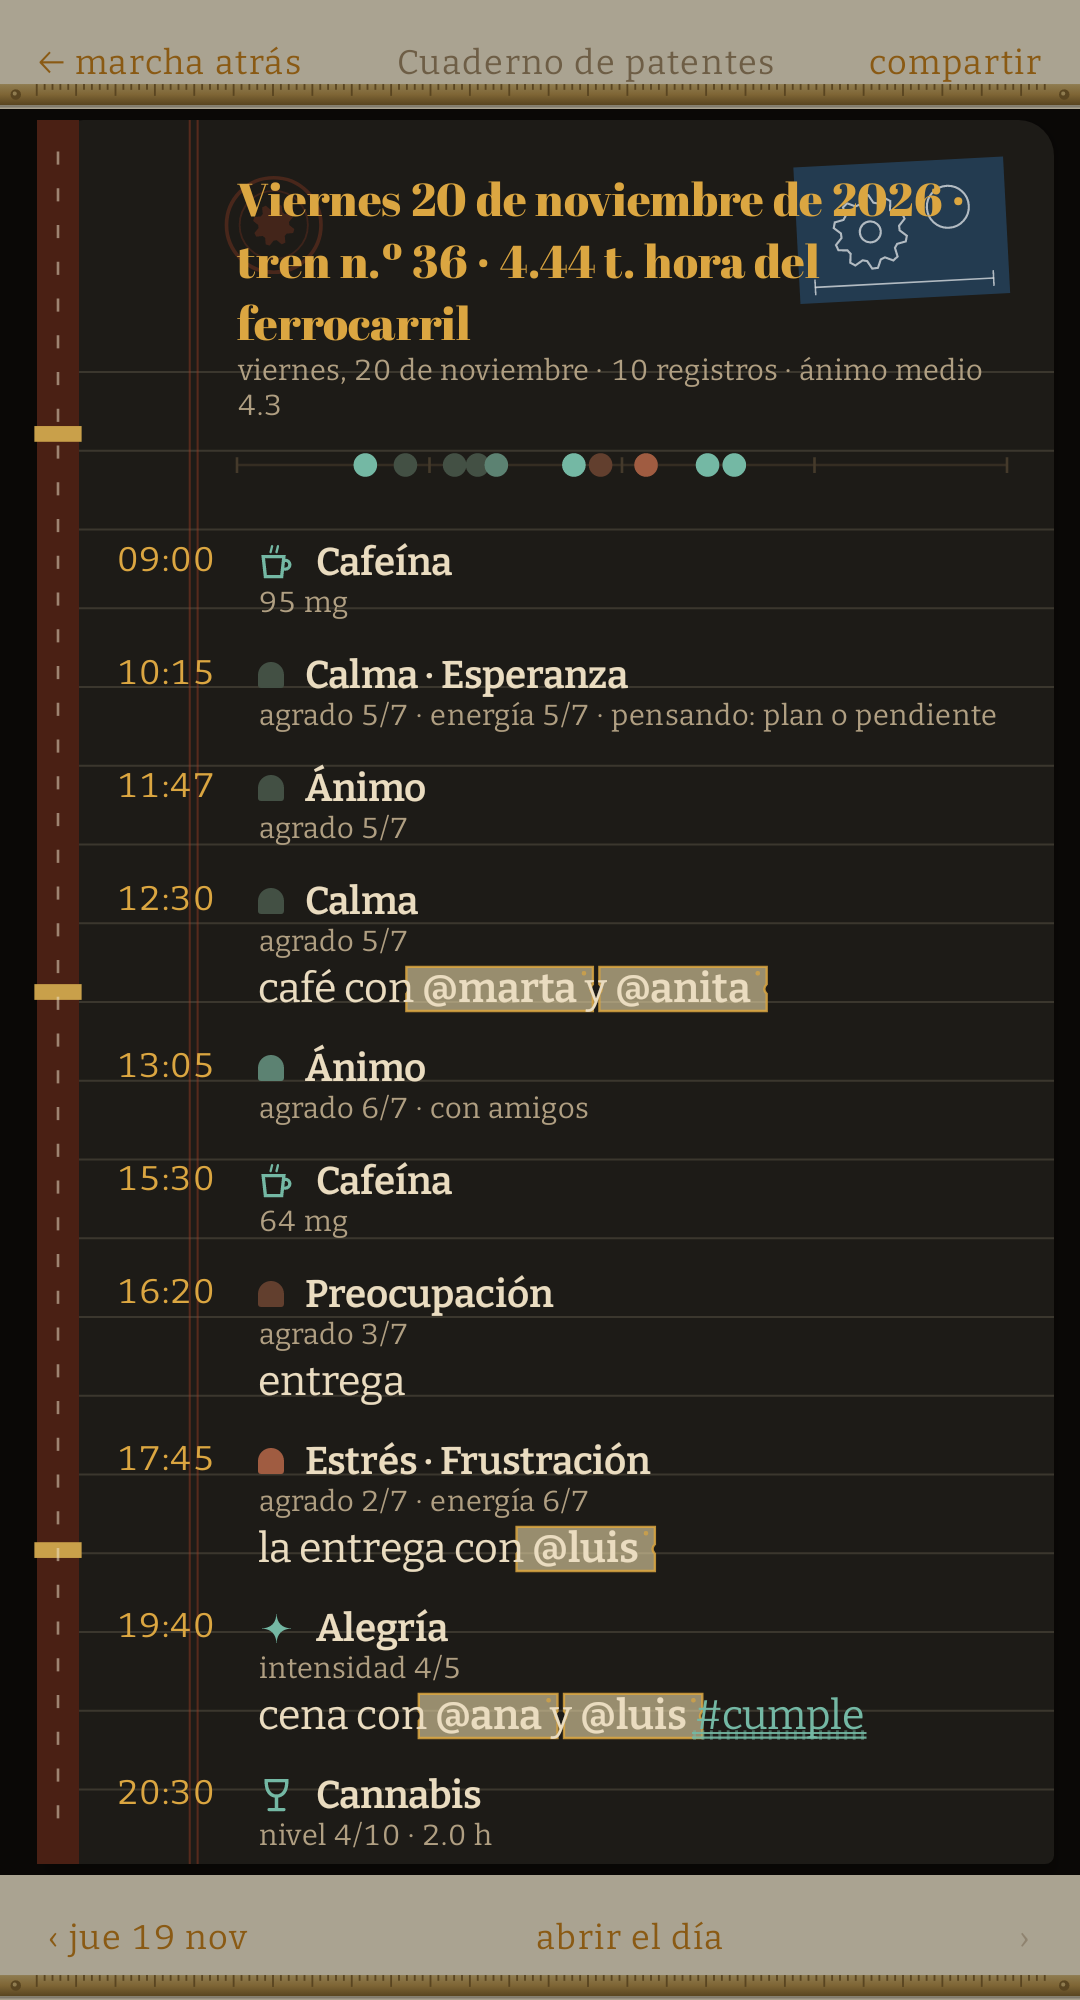 ← marcha atrás Cuaderno de patentes compartir
Viernes 20 de noviembre de 2026 ·
tren n.º 36 · 4.44 t. hora del
ferrocarril
viernes, 20 de noviembre · 10 registros · ánimo medio
4.3
09:00 Cafeína
95 mg
10:15 Calma · Esperanza
agrado 5/7 · energía 5/7 · pensando: plan o pendiente
11:47 Ánimo
agrado 5/7
12:30 Calma
agrado 5/7
café con @marta y @anita
13:05 Ánimo
agrado 6/7 · con amigos
15:30 Cafeína
64 mg
16:20 Preocupación
agrado 3/7
entrega
17:45 Estrés · Frustración
agrado 2/7 · energía 6/7
la entrega con @luis
19:40 Alegría
intensidad 4/5
cena con @ana y @luis #cumple
20:30 Cannabis
nivel 4/10 · 2.0 h
‹ jue 19 nov abrir el día ›